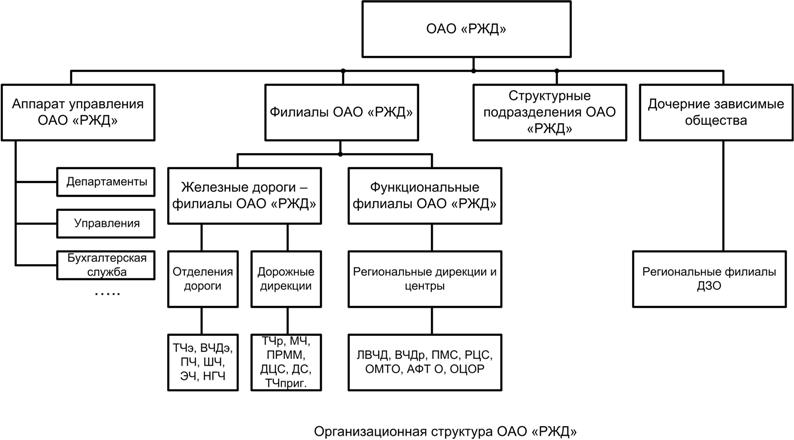 ОАО «РЖД»
Аппарат управления
ОАО «РЖД»
Филиалы ОАО «РЖД»
Структурные
подразделения ОАО
«РЖД»
Дочерние зависимые
общества
Департаменты
Управления
Бухгалтерская
служба
.....
Железные дороги –
филиалы ОАО «РЖД»
Функциональные
филиалы ОАО «РЖД»
Отделения
дороги
Дорожные
дирекции
Региональные дирекции и
центры
Региональные филиалы
ДЗО
ТЧэ, ВЧДэ,
ПЧ, ШЧ,
ЭЧ, НГЧ
ТЧр, МЧ,
ПРММ,
ДЦС, ДС,
ТЧприг.
ЛВЧД, ВЧДр, ПМС, РЦС,
ОМТО, АФТ О, ОЦОР
Организационная структура ОАО «РЖД»